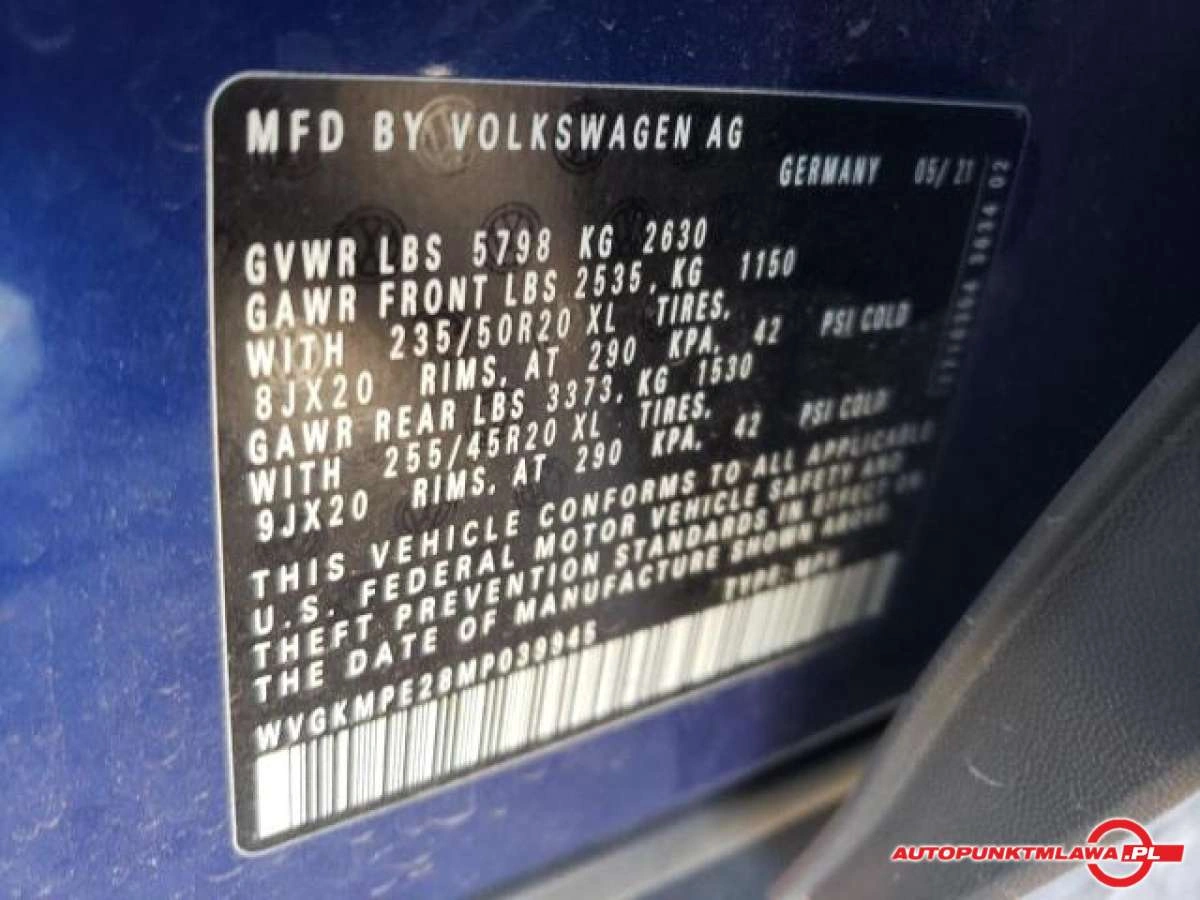 MFD BY VOLKSWAGEN AG
GERMANY 05/21
GVWR LBS 5798 KG 2630
GAWR FRONT LBS 2535, KG 1150
WITH 235/50R20 XL TIRES,
8JX20 RIMS, AT 290 KPA, 42 PSI COLD
GAWR REAR LBS 3373, KG 1530
WITH 255/45R20 XL TIRES,
9JX20 RIMS, AT 290 KPA, 42 PSI COLD
THIS VEHICLE CONFORMS TO ALL APPLICABLE
U.S. FEDERAL MOTOR VEHICLE SAFETY AND
THEFT PREVENTION STANDARDS IN EFFECT ON
THE DATE OF MANUFACTURE SHOWN ABOVE.
TYPE: MPV
WVGKMPE28MP039945
AUTOPUNKTMLAWA.PL